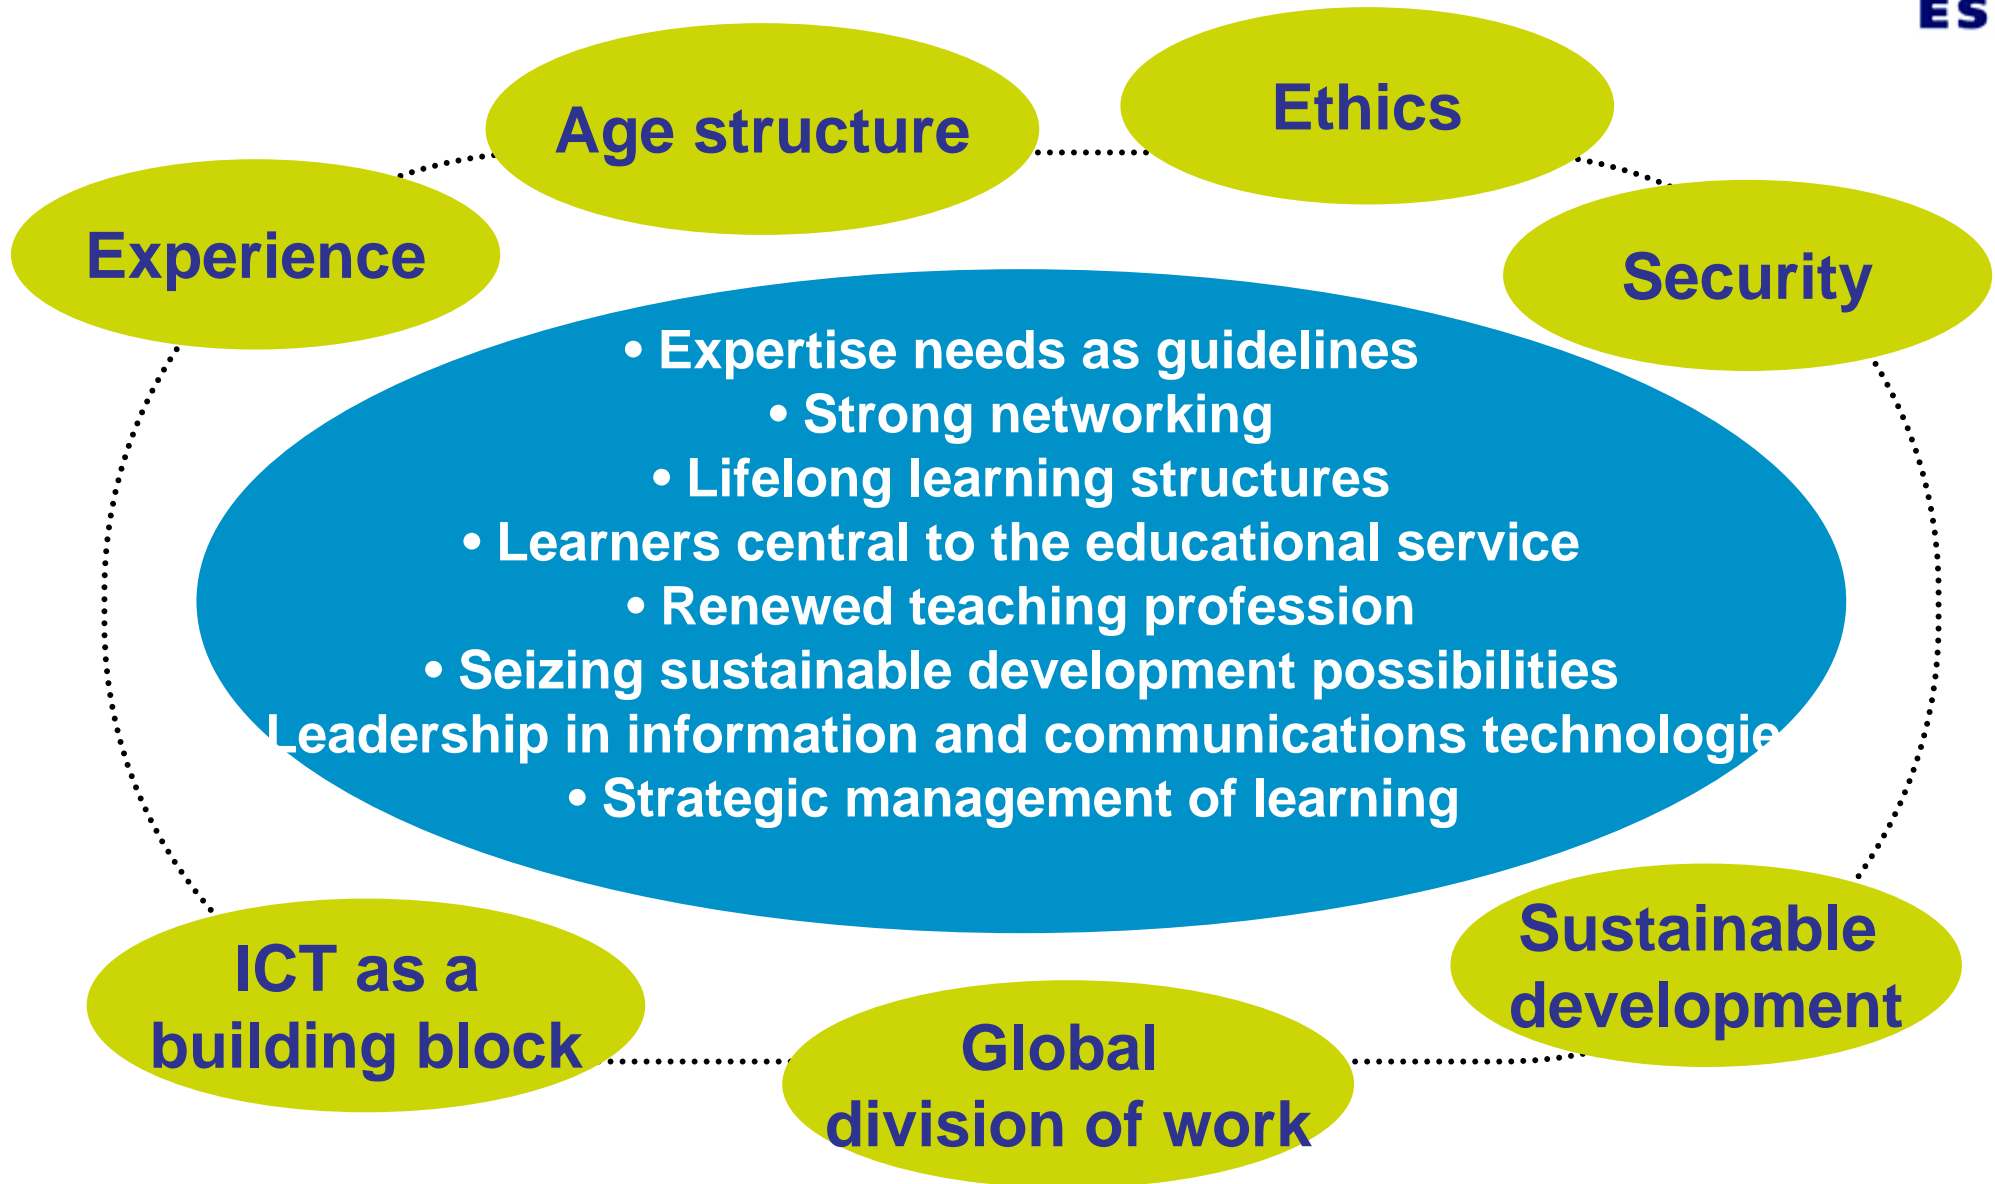 ES
Age structure
Ethics
Experience
Security
• Expertise needs as guidelines
• Strong networking
• Lifelong learning structures
• Learners central to the educational service
• Renewed teaching profession
• Seizing sustainable development possibilities
Leadership in information and communications technologie
• Strategic management of learning
Sustainable
development
ICT as a
building block
Global
division of work